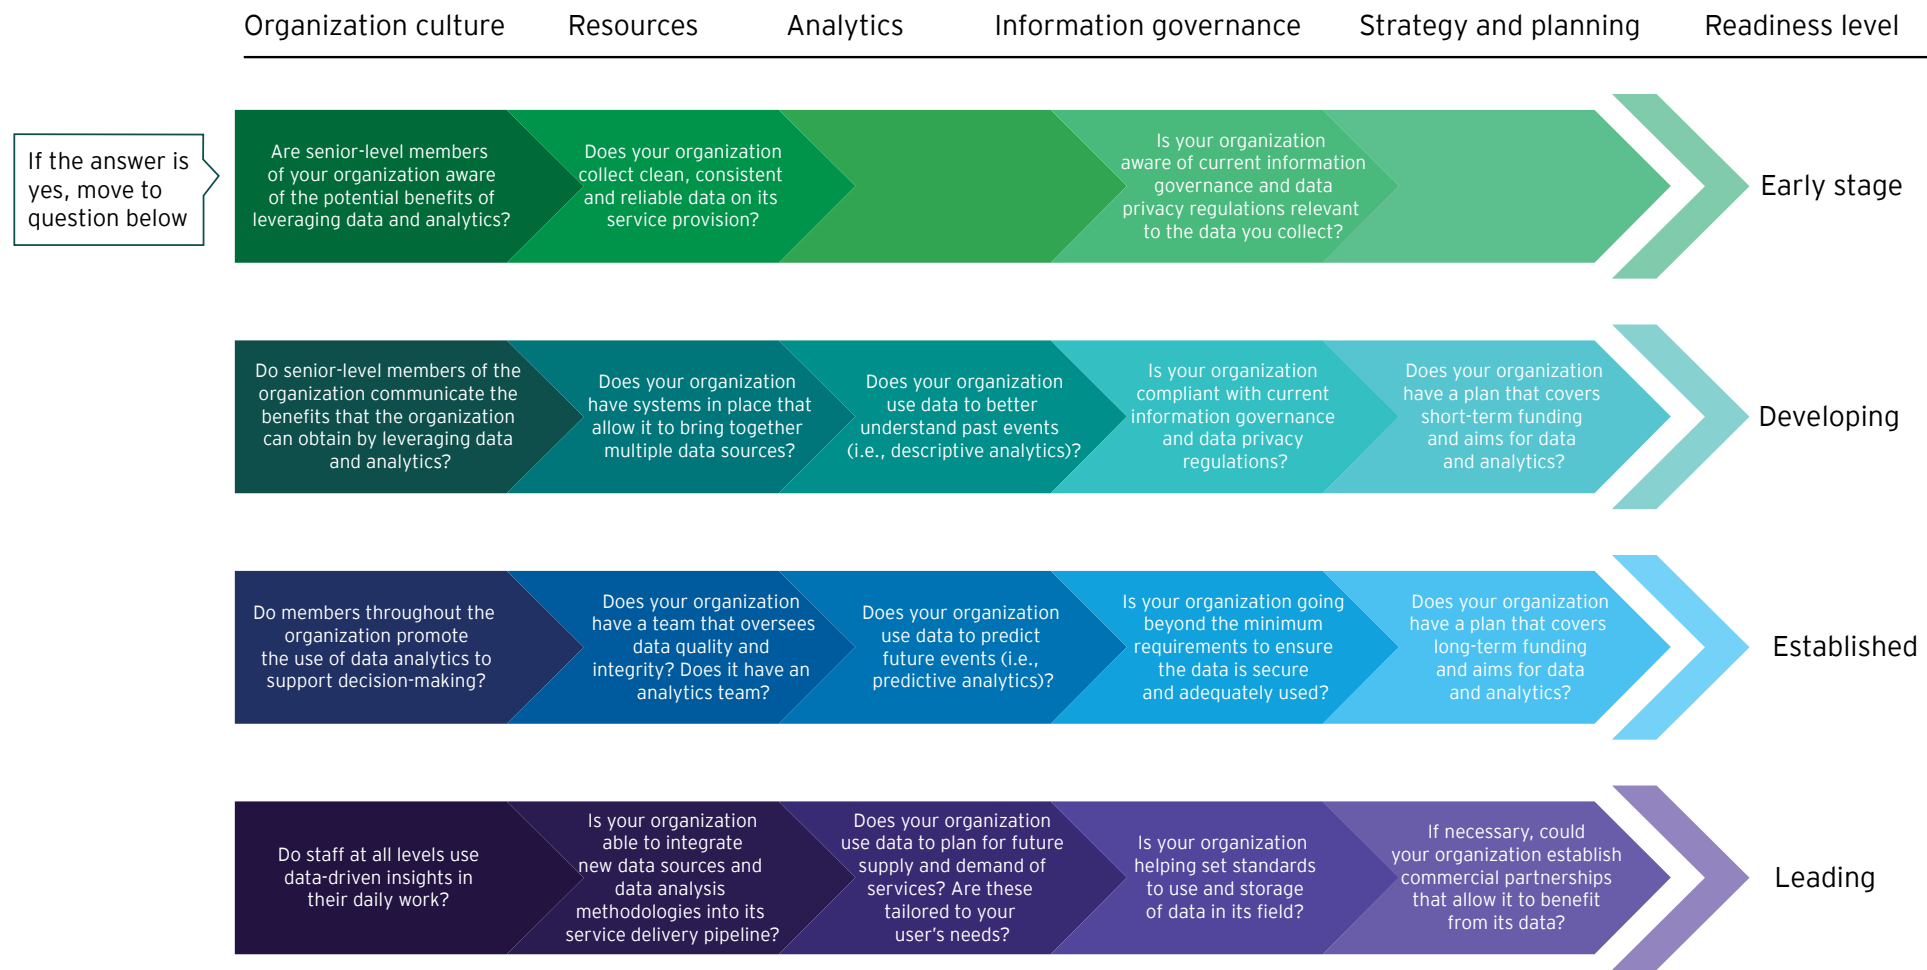 Organization culture
Resources
Analytics
Information governance
Strategy and planning
Readiness level
If the answer is
yes, move to
question below
Are senior-level members
of your organization aware
of the potential benefits of
leveraging data and analytics?
Does your organization
collect clean, consistent
and reliable data on its
service provision?
Is your organization
aware of current information
governance and data
privacy regulations relevant
to the data you collect?
Early stage
Do senior-level members of the
organization communicate the
benefits that the organization
can obtain by leveraging data
and analytics?
Does your organization
have systems in place that
allow it to bring together
multiple data sources?
Does your organization
use data to better
understand past events
(i.e., descriptive analytics)?
Is your organization
compliant with current
information governance
and data privacy
regulations?
Does your organization
have a plan that covers
short-term funding
and aims for data
and analytics?
Developing
Do members throughout the
organization promote
the use of data analytics to
support decision-making?
Does your organization
have a team that oversees
data quality and
integrity? Does it have an
analytics team?
Does your organization
use data to predict
future events (i.e.,
predictive analytics)?
Is your organization going
beyond the minimum
requirements to ensure
the data is secure
and adequately used?
Does your organization
have a plan that covers
long-term funding
and aims for data
and analytics?
Established
Do staff at all levels use
data-driven insights in
their daily work?
Is your organization
able to integrate
new data sources and
data analysis
methodologies into its
service delivery pipeline?
Does your organization
use data to plan for future
supply and demand of
services? Are these
tailored to your
user's needs?
Is your organization
helping set standards
to use and storage
of data in its field?
If necessary, could
your organization establish
commercial partnerships
that allow it to benefit
from its data?
Leading